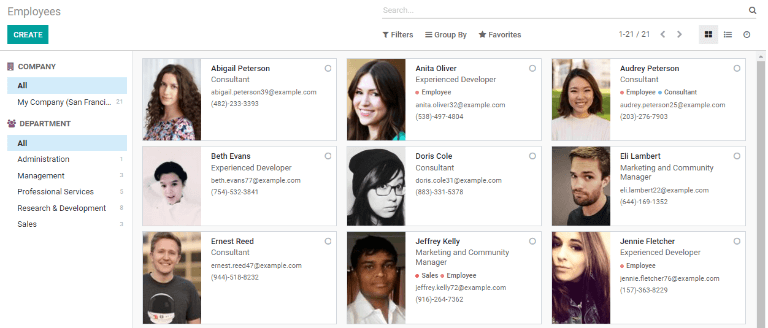 Employees
Search...
CREATE
Filters
Group By
Favorites
1-21 / 21
COMPANY
All
My Company (San Franci... 21
DEPARTMENT
All
Administration 1
Management 3
Professional Services 5
Research & Development 8
Sales 3
Abigail Peterson
Consultant
abigail.peterson39@example.com
(482)-233-3393
Anita Oliver
Experienced Developer
Employee
anita.oliver32@example.com
(538)-497-4804
Audrey Peterson
Consultant
Employee Consultant
audrey.peterson25@example.com
(203)-276-7903
Beth Evans
Experienced Developer
beth.evans77@example.com
(754)-532-3841
Doris Cole
Consultant
doris.cole31@example.com
(883)-331-5378
Eli Lambert
Marketing and Community
Manager
eli.lambert22@example.com
(644)-169-1352
Ernest Reed
Consultant
ernest.reed47@example.com
(944)-518-8232
Jeffrey Kelly
Marketing and Community
Manager
Sales Employee
jeffrey.kelly72@example.com
(916)-264-7362
Jennie Fletcher
Experienced Developer
Employee
jennie.fletcher76@example.com
(157)-363-8229